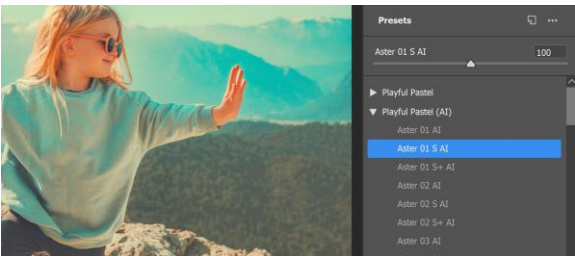 Presets
Aster 01 S AI 100
Playful Pastel
Playful Pastel (AI)
Aster 01 AI
Aster 01 S AI
Aster 01 S+ AI
Aster 02 AI
Aster 02 S AI
Aster 02 S+ AI
Aster 03 AI